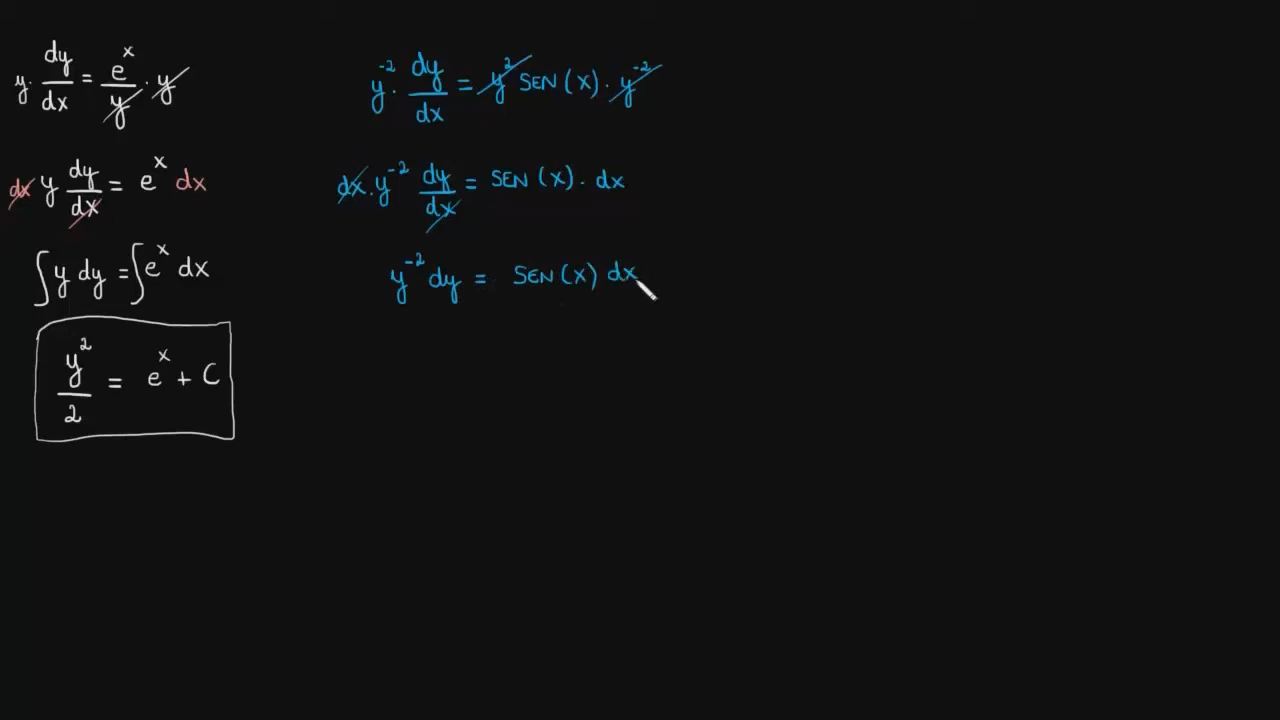 y · dy/dx = e^x/y · y
dx y dy/dx = e^x dx
∫ y dy = ∫ e^x dx
y^2/2 = e^x + C
y^-2 · dy/dx = y^2 SEN (x) · y^-2
dx · y^-2 dy/dx = SEN (x) · dx
y^-2 dy = SEN (x) dx